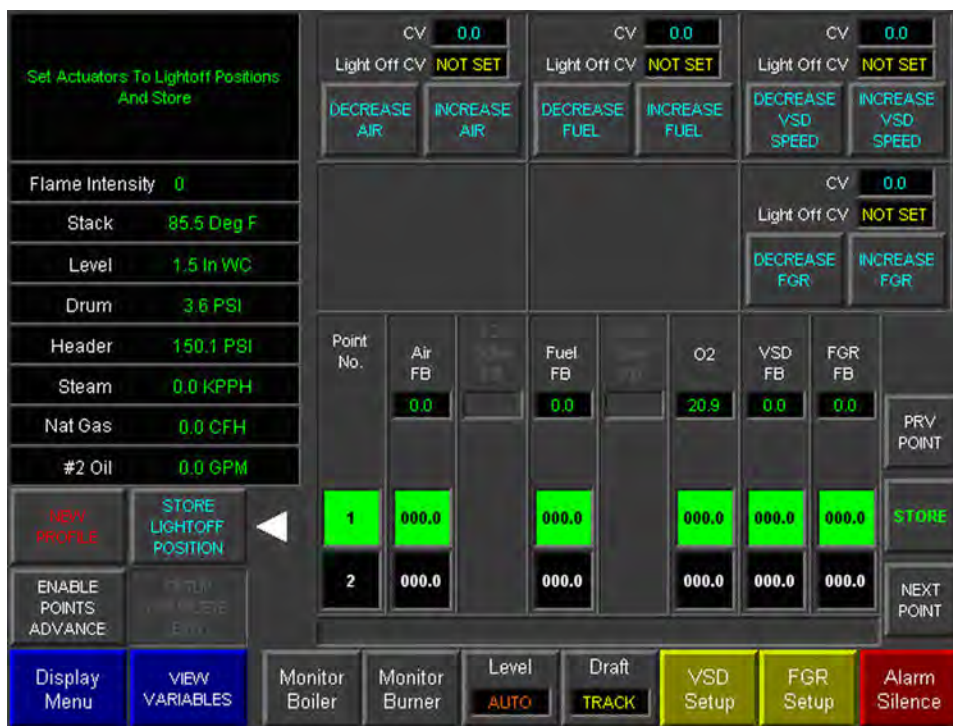 Set Actuators To Lightoff Positions
And Store
CV 0.0
Light Off CV NOT SET
DECREASE AIR
INCREASE AIR
CV 0.0
Light Off CV NOT SET
DECREASE FUEL
INCREASE FUEL
CV 0.0
Light Off CV NOT SET
DECREASE VSD SPEED
INCREASE VSD SPEED
CV 0.0
Light Off CV NOT SET
DECREASE FGR
INCREASE FGR
Flame Intensity 0
Stack 85.5 Deg F
Level 1.5 In WC
Drum 3.6 PSI
Header 150.1 PSI
Steam 0.0 KPPH
Nat Gas 0.0 CFH
#2 Oil 0.0 GPM
NEW PROFILE
STORE LIGHTOFF POSITION
ENABLE POINTS ADVANCE
Point No. Air FB Fuel FB O2 VSD FB FGR FB
0.0 0.0 20.9 0.0 0.0
1 000.0 000.0 000.0 000.0 000.0
2 000.0 000.0 000.0 000.0 000.0
PRV POINT
STORE
NEXT POINT
Display Menu
VIEW VARIABLES
Monitor Boiler
Monitor Burner
Level AUTO
Draft TRACK
VSD Setup
FGR Setup
Alarm Silence